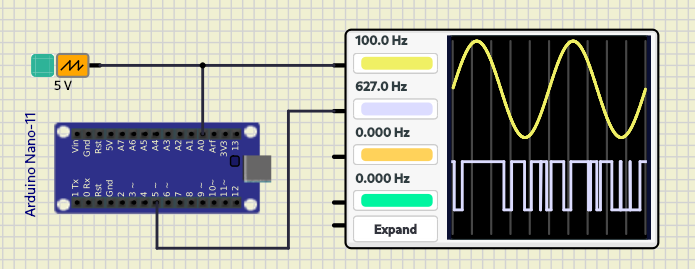 100.0 Hz
627.0 Hz
0.000 Hz
0.000 Hz
Expand
5 V
Arduino Nano-11
Vin Gnd Rst 5V A7 A6 A5 A4 A3 A2 A1 A0 Arf 3V3 13
1 Tx 0 Rx Rst Gnd 2 3 ~ 4 5 ~ 6 ~ 7 8 9 ~ 10~ 11~ 12